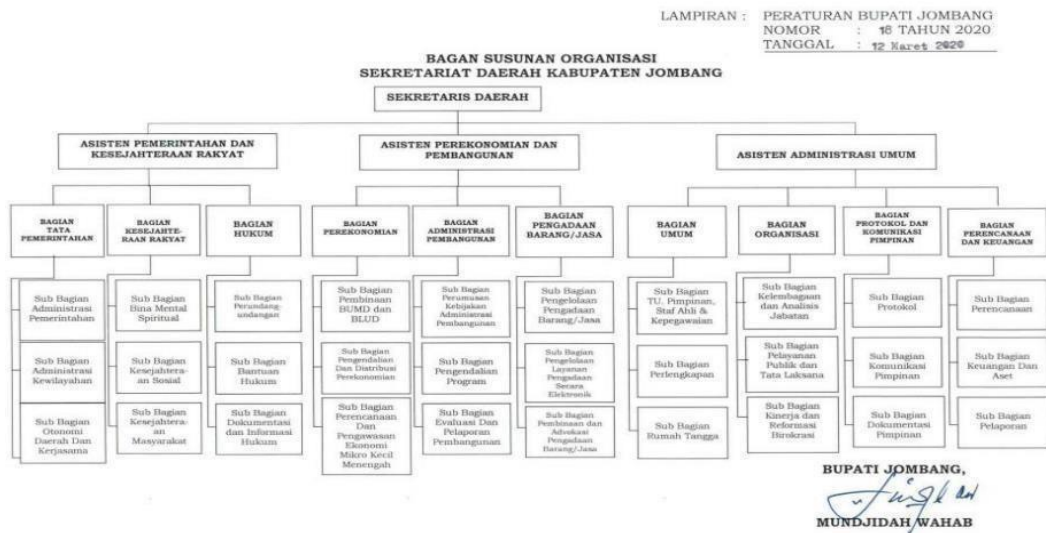 LAMPIRAN : PERATURAN BUPATI JOMBANG
NOMOR : 16 TAHUN 2020
TANGGAL : 12 Maret 2020
BAGAN SUSUNAN ORGANISASI
SEKRETARIAT DAERAH KABUPATEN JOMBANG
SEKRETARIS DAERAH
ASISTEN PEMERINTAHAN DAN
KESEJAHTERAAN RAKYAT
ASISTEN PEREKONOMIAN DAN
PEMBANGUNAN
ASISTEN ADMINISTRASI UMUM
BAGIAN
TATA
PEMERINTAHAN
BAGIAN
KESEJAHTE-
RAAN RAKYAT
BAGIAN
HUKUM
BAGIAN
PEREKONOMIAN
BAGIAN
ADMINISTRASI
PEMBANGUNAN
BAGIAN
PENGADAAN
BARANG/JASA
BAGIAN
UMUM
BAGIAN
ORGANISASI
BAGIAN
PROTOKOL DAN
KOMUNIKASI
PIMPINAN
BAGIAN
PERENCANAAN
DAN KEUANGAN
Sub Bagian
Administrasi
Pemerintahan
Sub Bagian
Bina Mental
Spiritual
Sub Bagian
Perundang-
undangan
Sub Bagian
Pembinaan
BUMD dan
BLUD
Sub Bagian
Perumusan
Kebijakan
Administrasi
Pembangunan
Sub Bagian
Pengelolaan
Pengadaan
Barang/Jasa
Sub Bagian
TU. Pimpinan,
Staf Ahli &
Kepegawaian
Sub Bagian
Kelembagaan
dan Analisis
Jabatan
Sub Bagian
Protokol
Sub Bagian
Perencanaan
Sub Bagian
Administrasi
Kewilayahan
Sub Bagian
Kesejahtera-
an Sosial
Sub Bagian
Bantuan
Hukum
Sub Bagian
Pengendalian
Dan Distribusi
Perekonomian
Sub Bagian
Pengendalian
Program
Sub Bagian
Pengelolaan
Layanan
Pengadaan
Secara
Elektronik
Sub Bagian
Perlengkapan
Sub Bagian
Pelayanan
Publik dan
Tata Laksana
Sub Bagian
Komunikasi
Pimpinan
Sub Bagian
Keuangan Dan
Aset
Sub Bagian
Otonomi
Daerah Dan
Kerjasama
Sub Bagian
Kesejahtera-
an
Masyarakat
Sub Bagian
Dokumentasi
dan Informasi
Hukum
Sub Bagian
Perencanaan
Dan
Pengawasan
Ekonomi
Mikro Kecil
Menengah
Sub Bagian
Evaluasi Dan
Pelaporan
Pembangunan
Sub Bagian
Pembinaan dan
Advokasi
Pengadaan
Barang/Jasa
Sub Bagian
Rumah Tangga
Sub Bagian
Kinerja dan
Reformasi
Birokrasi
Sub Bagian
Dokumentasi
Pimpinan
Sub Bagian
Pelaporan
BUPATI JOMBANG,
MUNDJIDAH WAHAB